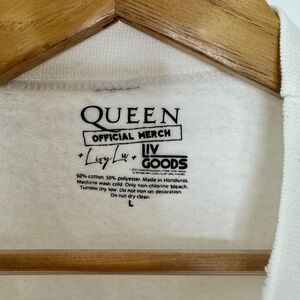 QUEEN
OFFICIAL MERCH
+ Livy Lu + LIV
GOODS
50% cotton 50% polyester. Made in Honduras.
Machine wash cold. Only non-chlorine bleach.
Tumble dry low. Do not iron on decoration.
Do not dry clean.
L